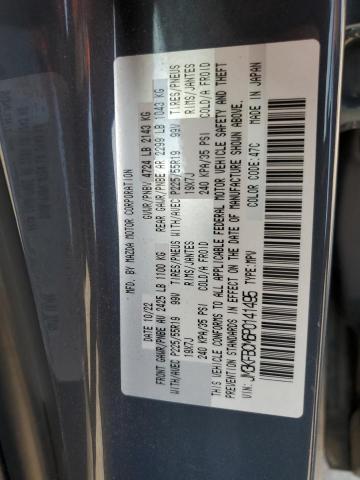 MFD. BY MAZDA MOTOR CORPORATION
10/22 GVWR/PNBV 4724 LB 2143 KG
FRONT GAWR/PNBE AV 2425 LB 1100 KG REAR GAWR/PNBE AR 2299 LB 1043 KG
WITH/AVEC P225/55R19 99V TIRES/PNEUS WITH/AVEC P225/55R19 99V TIRES/PNEUS
19X7J RIMS/JANTES 19X7J RIMS/JANTES
240 KPA/35 PSI COLD/A FROID 240 KPA/35 PSI COLD/A FROID
THIS VEHICLE CONFORMS TO ALL APPLICABLE FEDERAL MOTOR VEHICLE SAFETY AND THEFT
PREVENTION STANDARDS IN EFFECT ON THE DATE OF MANUFACTURE SHOWN ABOVE.
VIN: JM3KFBCM6P0141495 TYPE:MPV COLOR CODE:47C MADE IN JAPAN